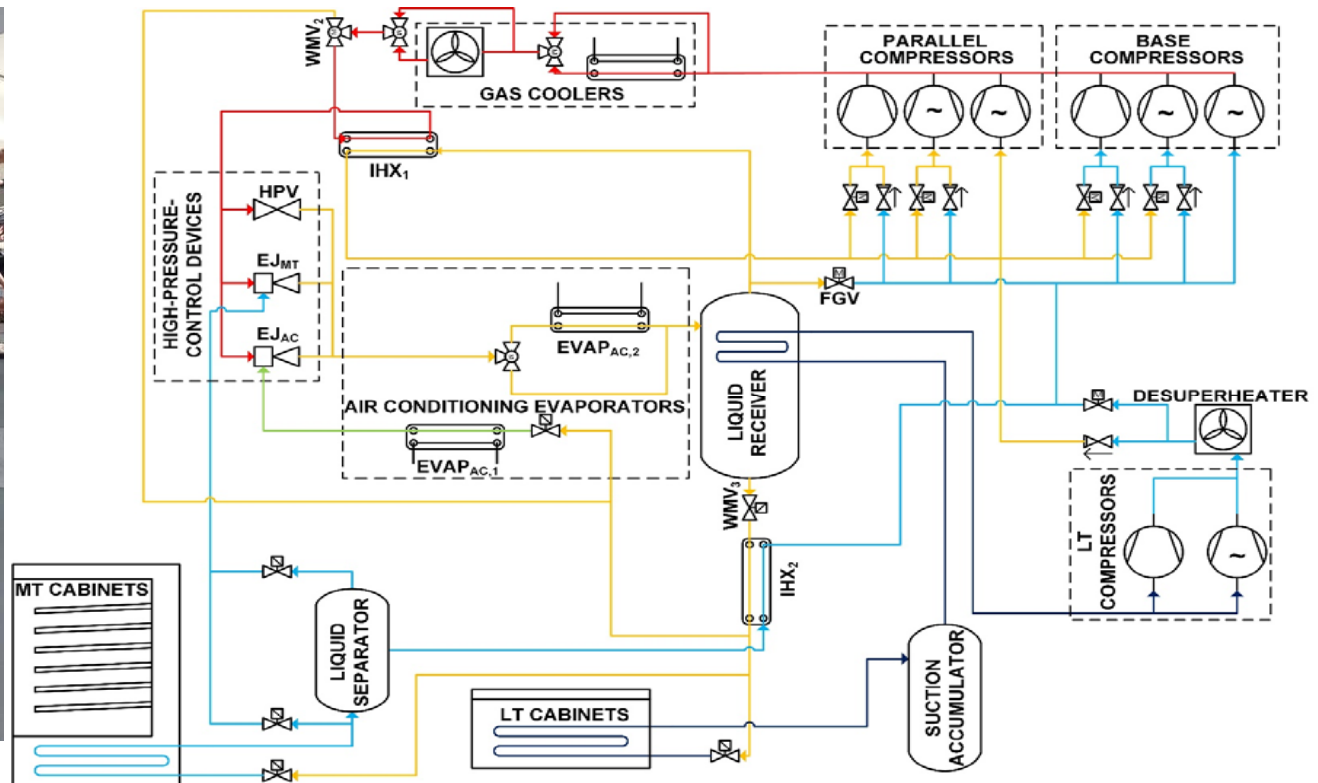 WMV2
GAS COOLERS
PARALLEL
COMPRESSORS
BASE
COMPRESSORS
~
~
~
~
IHX1
HIGH-PRESSURE-
CONTROL DEVICES
HPV
EJMT
EJAC
M
FGV
EVAPAC,2
AIR CONDITIONING EVAPORATORS
EVAPAC,1
LIQUID
RECEIVER
WMV3
M
DESUPERHEATER
LT
COMPRESSORS
~
IHX2
MT CABINETS
LIQUID
SEPARATOR
LT CABINETS
SUCTION
ACCUMULATOR